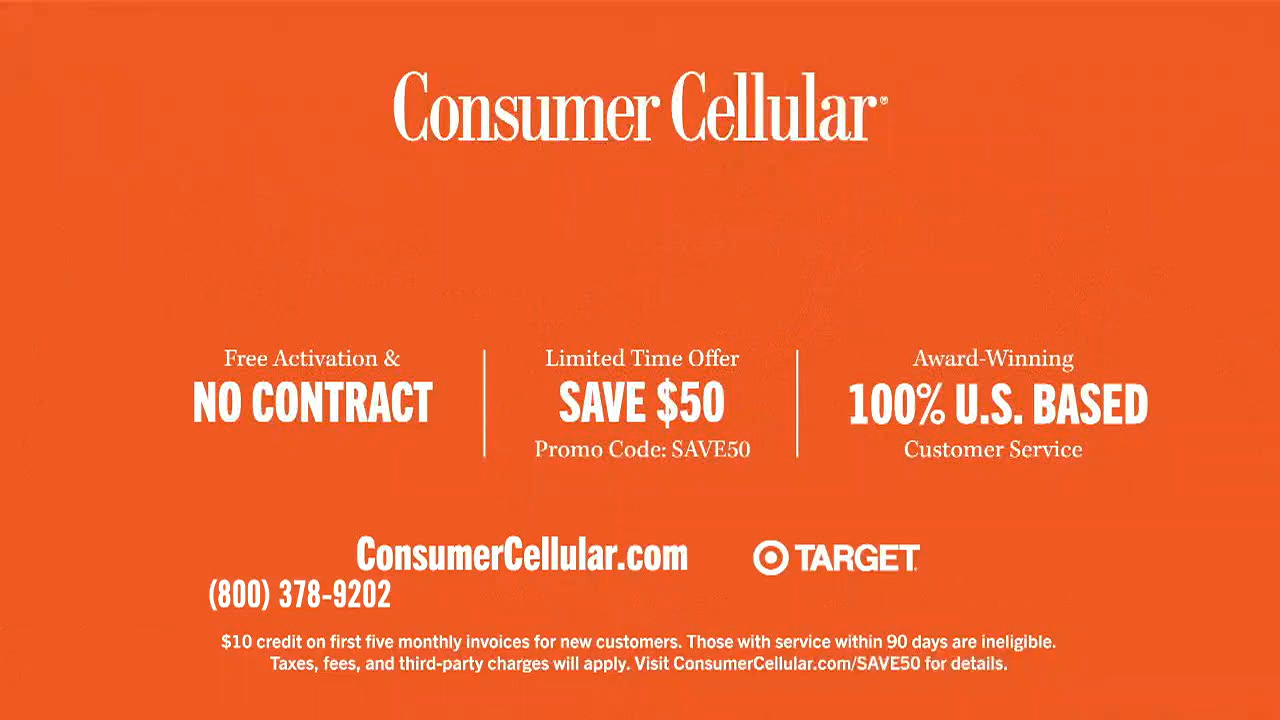 Consumer Cellular®
Free Activation &
NO CONTRACT
Limited Time Offer
SAVE $50
Promo Code: SAVE50
Award-Winning
100% U.S. BASED
Customer Service
ConsumerCellular.com
TARGET
(800) 378-9202
$10 credit on first five monthly invoices for new customers. Those with service within 90 days are ineligible.
Taxes, fees, and third-party charges will apply. Visit ConsumerCellular.com/SAVE50 for details.